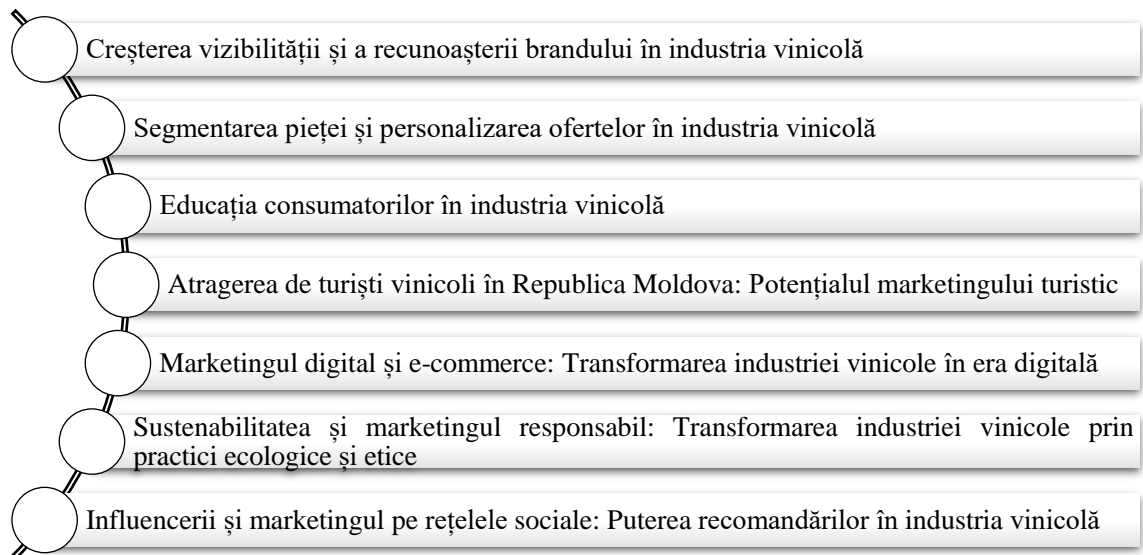 Creșterea vizibilității și a recunoașterii brandului în industria vinicolă
Segmentarea pieței și personalizarea ofertelor în industria vinicolă
Educația consumatorilor în industria vinicolă
Atragerea de turiști vinicoli în Republica Moldova: Potențialul marketingului turistic
Marketingul digital și e-commerce: Transformarea industriei vinicole în era digitală
Sustenabilitatea și marketingul responsabil: Transformarea industriei vinicole prin
practici ecologice și etice
Influencerii și marketingul pe rețelele sociale: Puterea recomandărilor în industria vinicolă